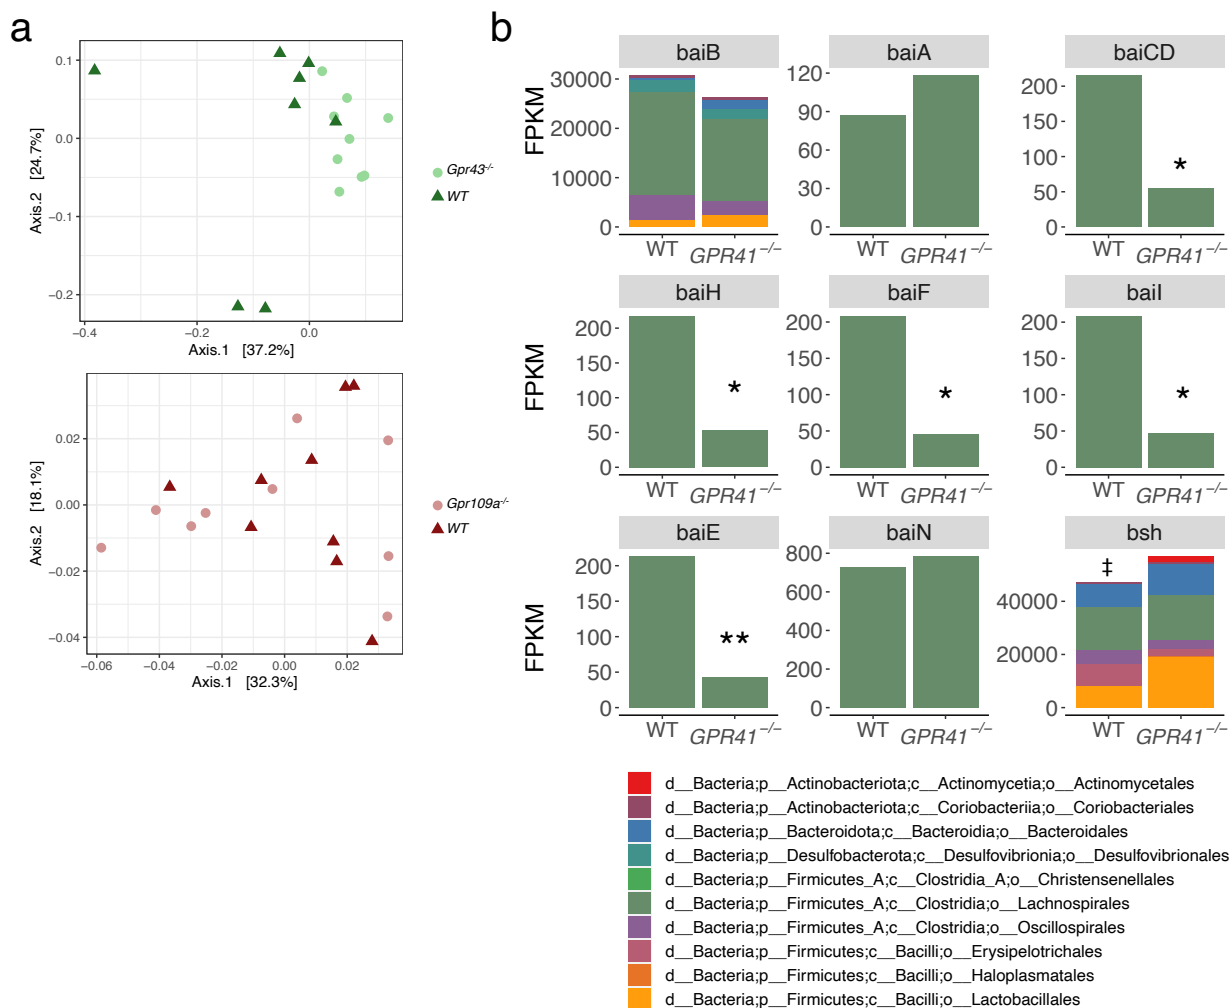 a
0.1
0.0
−0.1
−0.2
Axis.2 [24.7%]
−0.4
−0.2
0.0
Axis.1 [37.2%]
Gpr43-/-
WT
0.02
0.00
−0.02
−0.04
Axis.2 [18.1%]
−0.06
−0.04
−0.02
0.00
0.02
Axis.1 [32.3%]
Gpr109a-/-
WT
b
baiB
baiA
baiCD
FPKM
30000
20000
10000
0
WT GPR41−/−
120
90
60
30
0
WT GPR41−/−
200
150
100
50
0
*
WT GPR41−/−
baiH
baiF
baiI
FPKM
200
150
100
50
0
*
WT GPR41−/−
200
150
100
50
0
*
WT GPR41−/−
200
150
100
50
0
*
WT GPR41−/−
baiE
baiN
bsh
FPKM
200
150
100
50
0
**
WT GPR41−/−
800
600
400
200
0
WT GPR41−/−
40000
20000
0
‡
WT GPR41−/−
d__Bacteria;p__Actinobacteriota;c__Actinomycetia;o__Actinomycetales
d__Bacteria;p__Actinobacteriota;c__Coriobacteriia;o__Coriobacteriales
d__Bacteria;p__Bacteroidota;c__Bacteroidia;o__Bacteroidales
d__Bacteria;p__Desulfobacterota;c__Desulfovibrionia;o__Desulfovibrionales
d__Bacteria;p__Firmicutes_A;c__Clostridia_A;o__Christensenellales
d__Bacteria;p__Firmicutes_A;c__Clostridia;o__Lachnospirales
d__Bacteria;p__Firmicutes_A;c__Clostridia;o__Oscillospirales
d__Bacteria;p__Firmicutes;c__Bacilli;o__Erysipelotrichales
d__Bacteria;p__Firmicutes;c__Bacilli;o__Haloplasmatales
d__Bacteria;p__Firmicutes;c__Bacilli;o__Lactobacillales